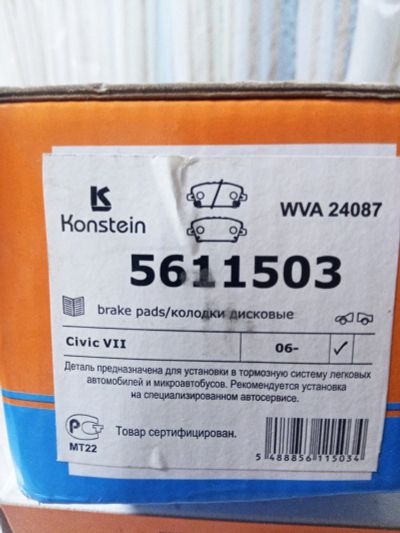 K
Konstein
WVA 24087
5611503
brake pads/колодки дисковые
Civic VII 06- ✓
Деталь предназначена для установки в тормозную систему легковых
автомобилей и микроавтобусов. Рекомендуется установка
на специализированном автосервисе.
МТ22
Товар сертифицирован.
5 488856 115034